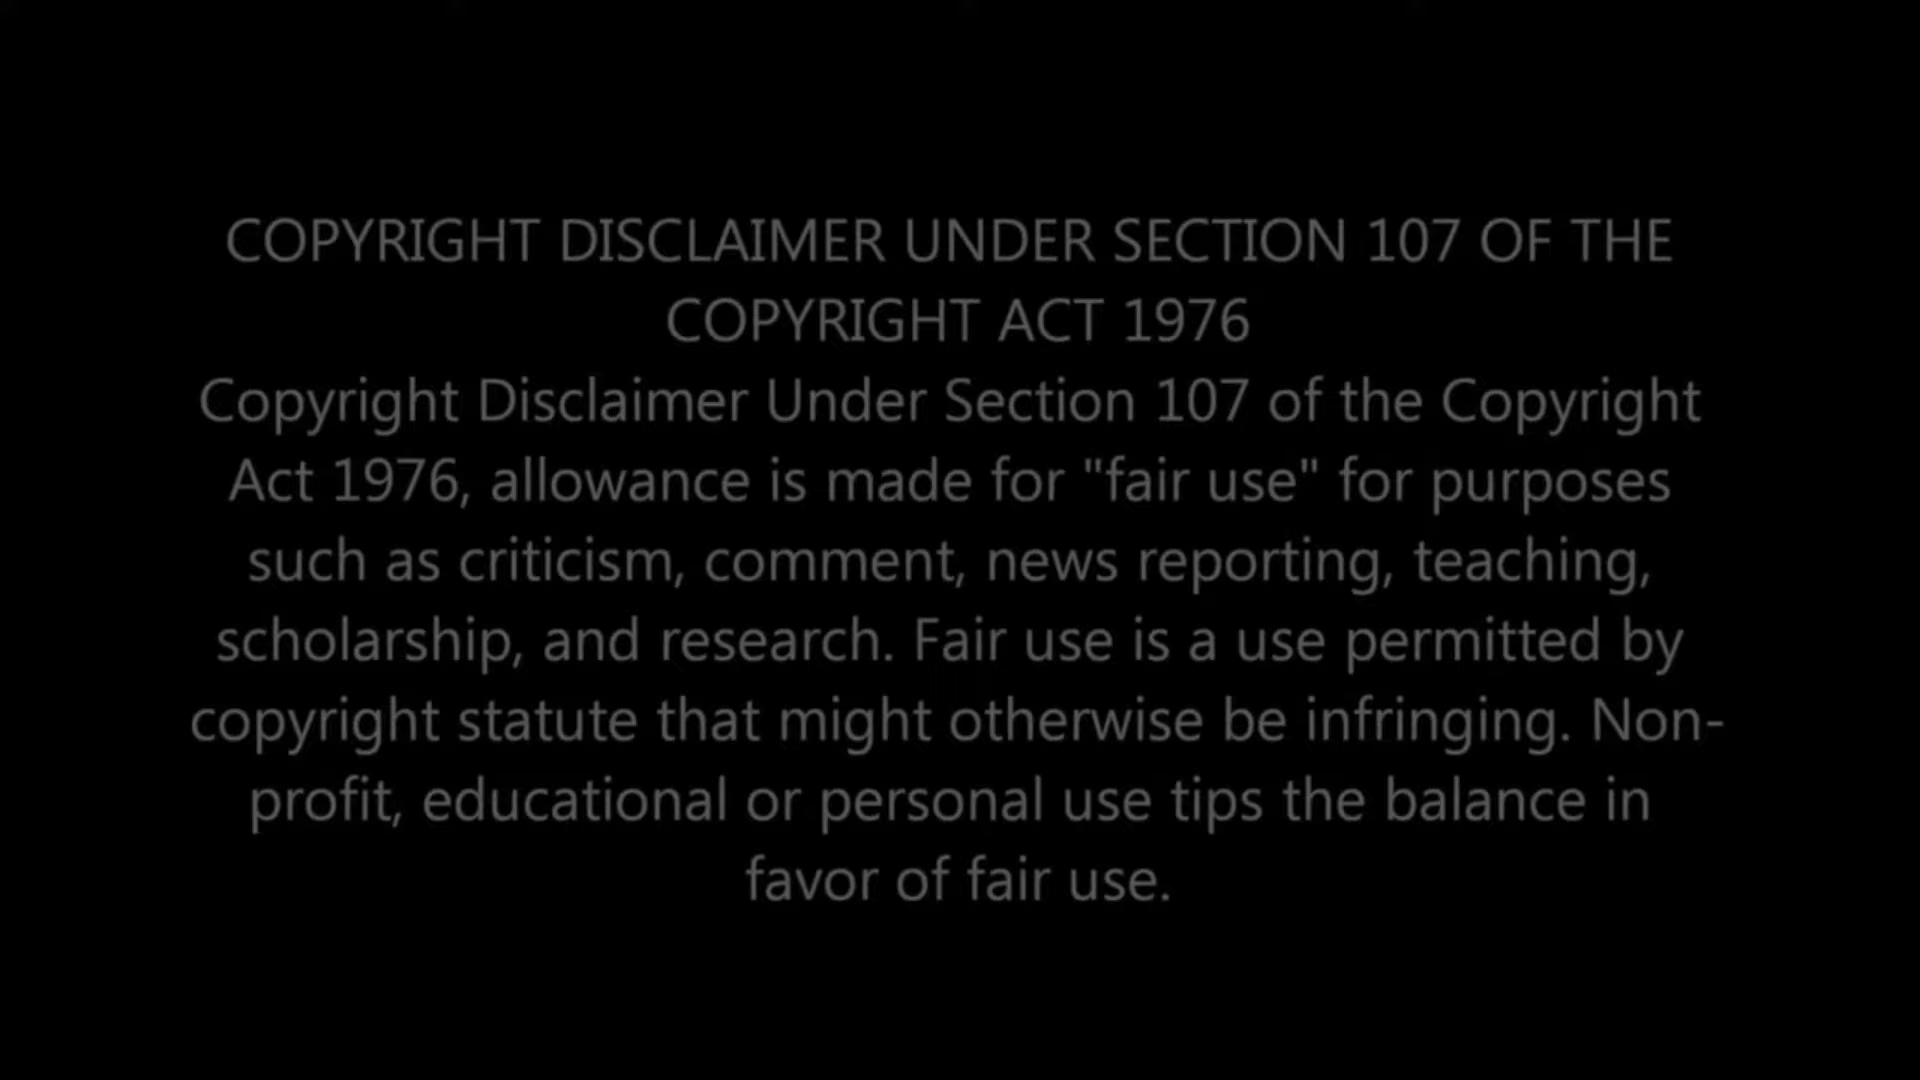 COPYRIGHT DISCLAIMER UNDER SECTION 107 OF THE
COPYRIGHT ACT 1976
Copyright Disclaimer Under Section 107 of the Copyright
Act 1976, allowance is made for "fair use" for purposes
such as criticism, comment, news reporting, teaching,
scholarship, and research. Fair use is a use permitted by
copyright statute that might otherwise be infringing. Non-
profit, educational or personal use tips the balance in
favor of fair use.